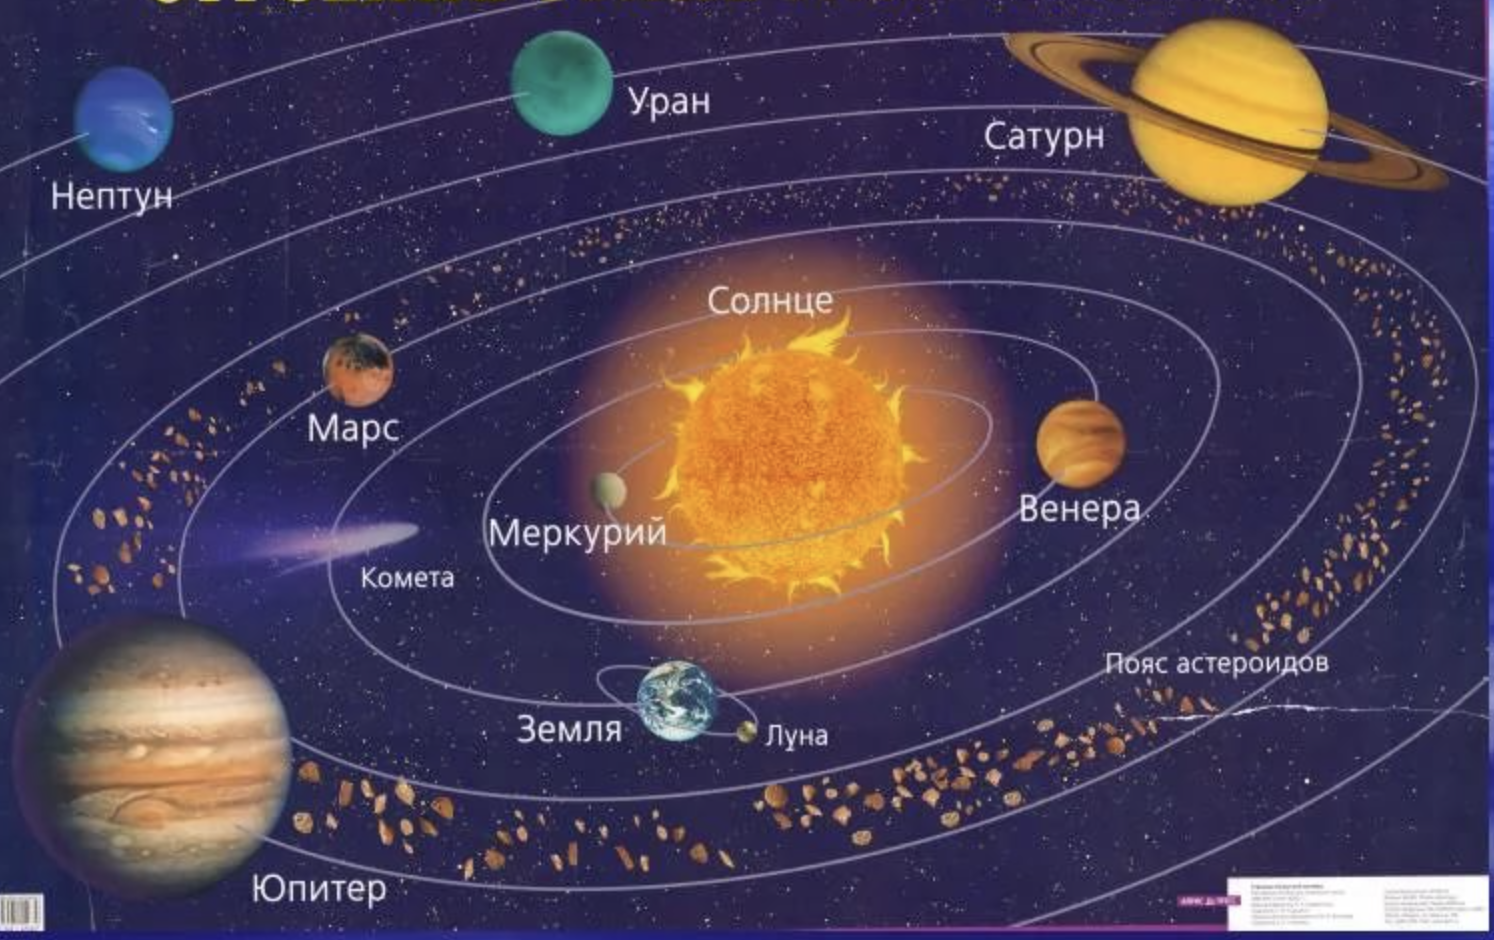 Уран
Сатурн
Нептун
Солнце
Марс
Венера
Меркурий
Комета
Пояс астероидов
Земля
Луна
Юпитер